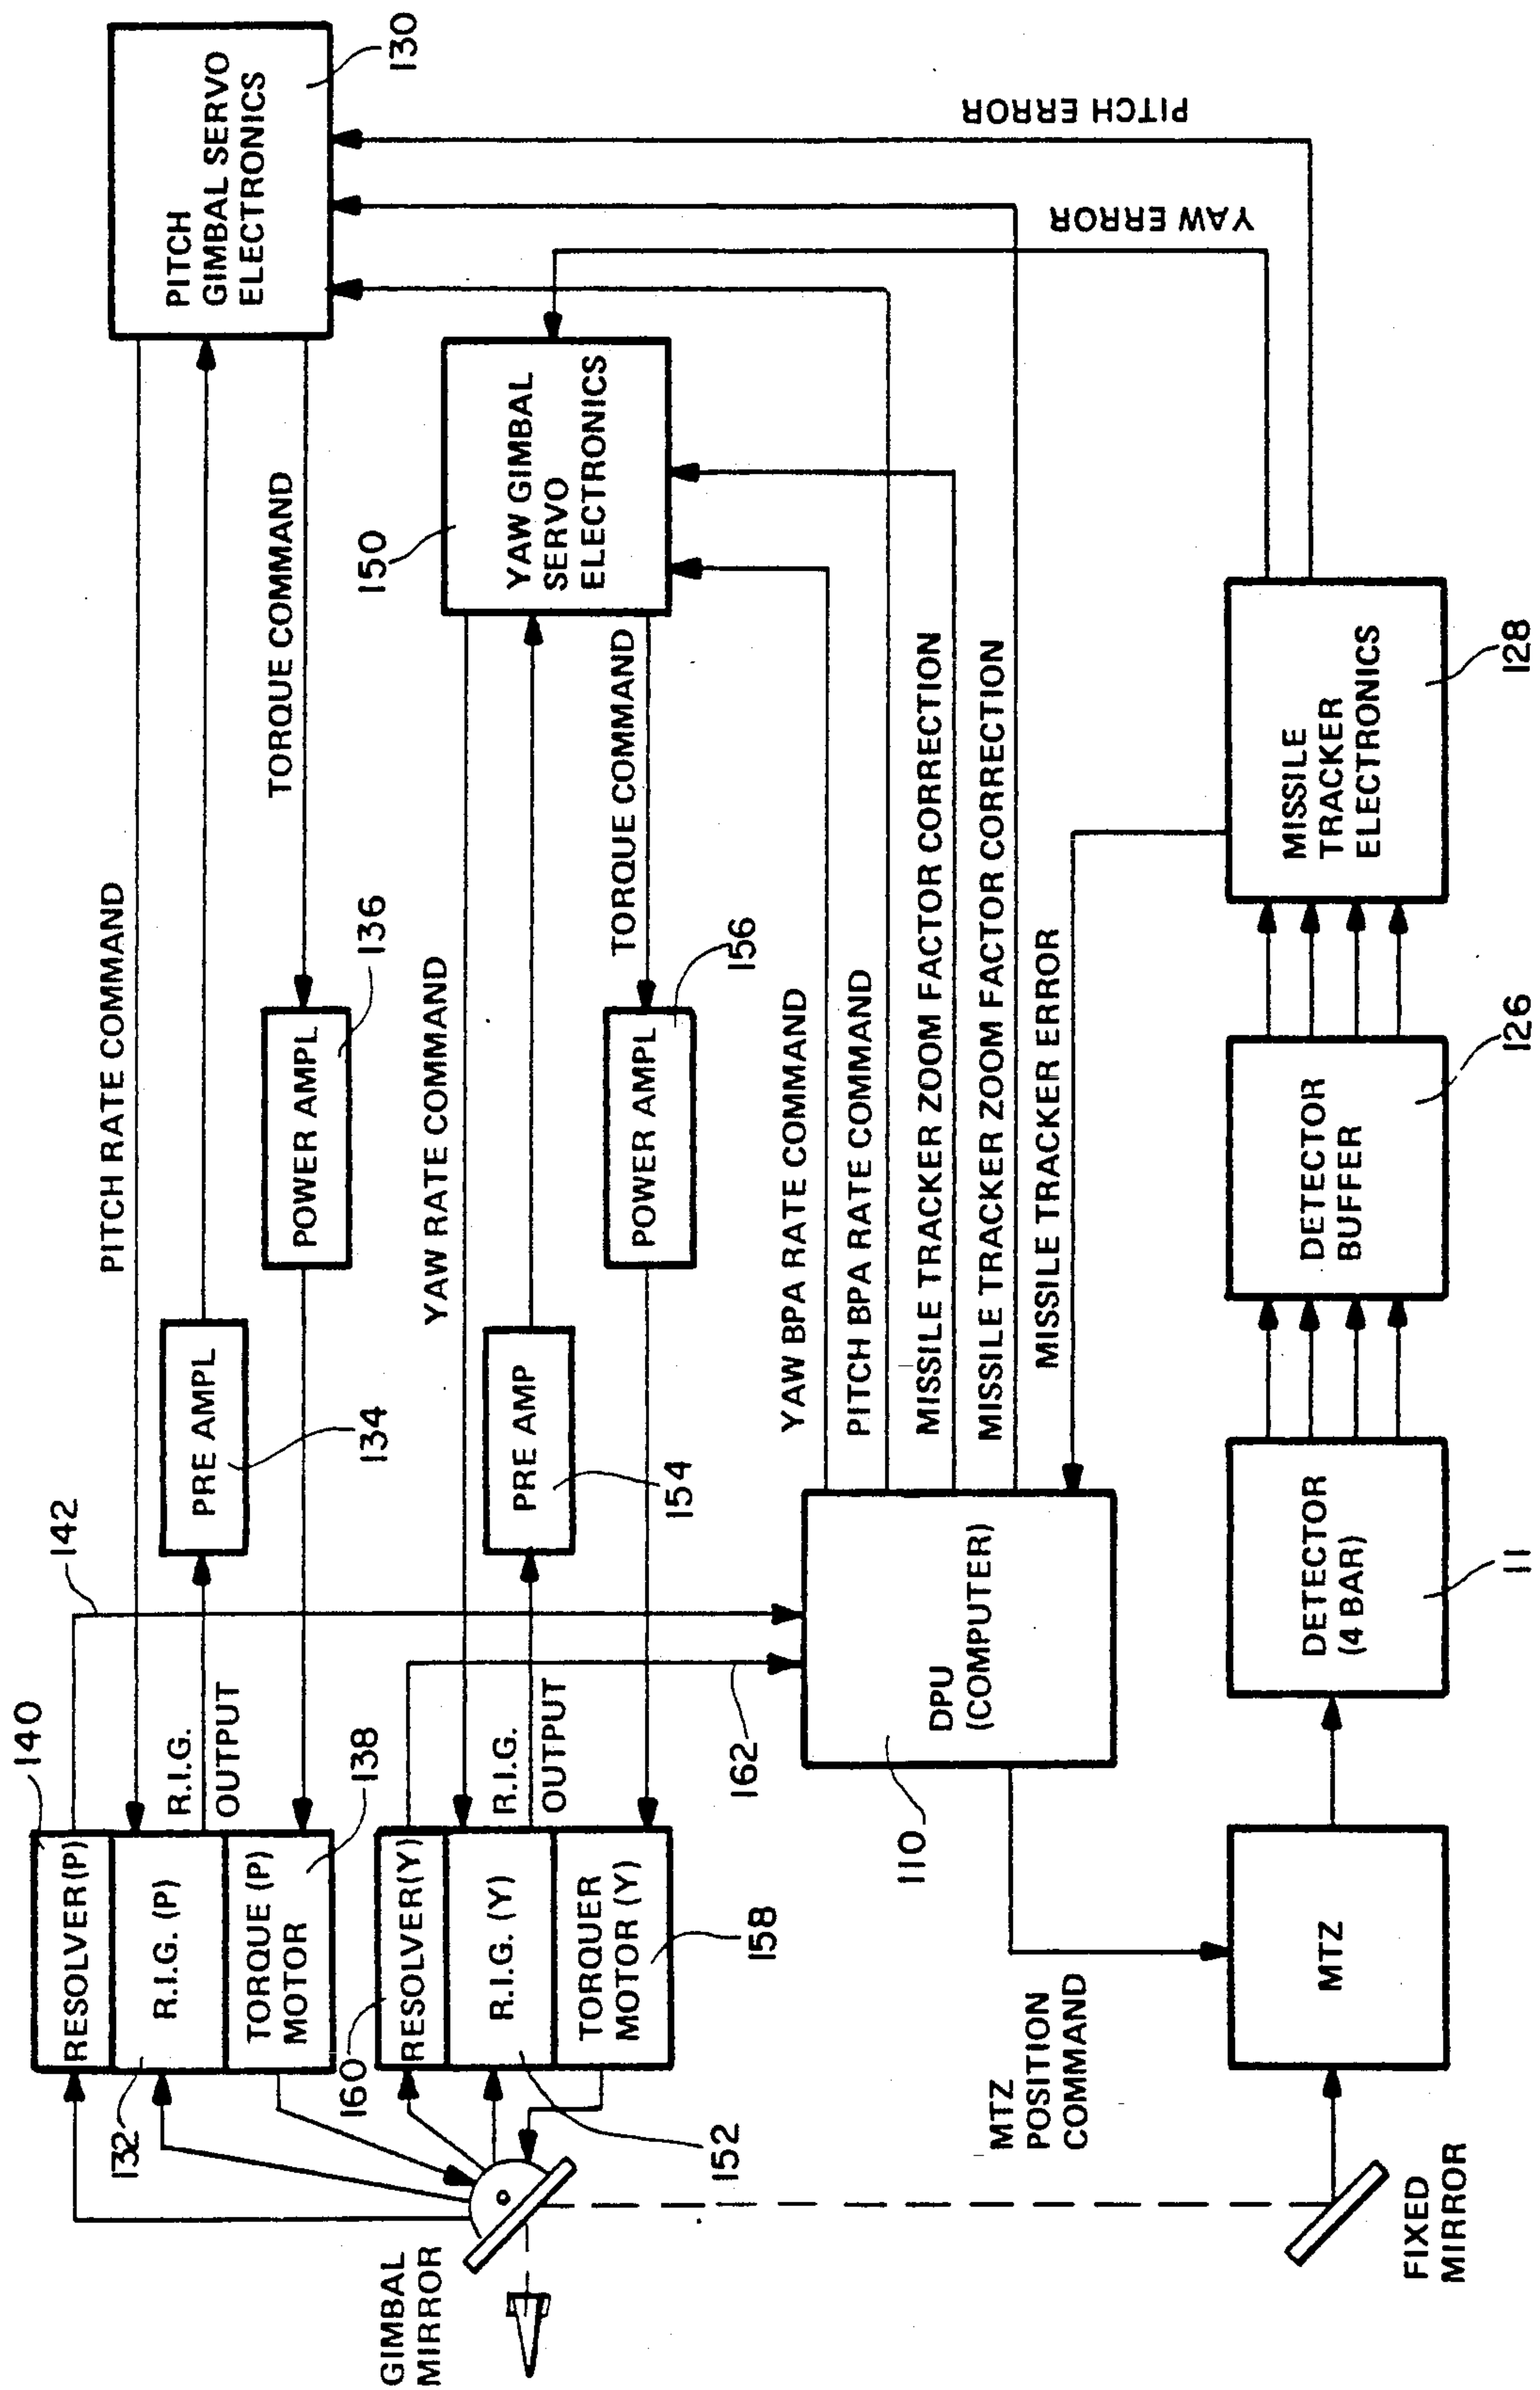 140
142
RESOLVER (P)
R.I.G. (P)
TORQUE (P)
MOTOR
132
138
R.I.G.
OUTPUT
PRE AMPL
134
PITCH RATE COMMAND
POWER AMPL
136
TORQUE COMMAND
PITCH
GIMBAL SERVO
ELECTRONICS
130
160
RESOLVER(Y)
R.I.G. (Y)
TORQUER
MOTOR (Y)
152
158
R.I.G.
OUTPUT
PRE AMP
154
YAW RATE COMMAND
POWER AMPL
156
TORQUE COMMAND
150
YAW GIMBAL
SERVO
ELECTRONICS
GIMBAL
MIRROR
162
110
DPU
(COMPUTER)
YAW BPA RATE COMMAND
PITCH BPA RATE COMMAND
MISSILE TRACKER ZOOM FACTOR CORRECTION
MISSILE TRACKER ZOOM FACTOR CORRECTION
MISSILE TRACKER ERROR
YAW ERROR
PITCH ERROR
MTZ
POSITION
COMMAND
FIXED
MIRROR
MTZ
DETECTOR
(4 BAR)
11
DETECTOR
BUFFER
126
MISSILE
TRACKER
ELECTRONICS
128